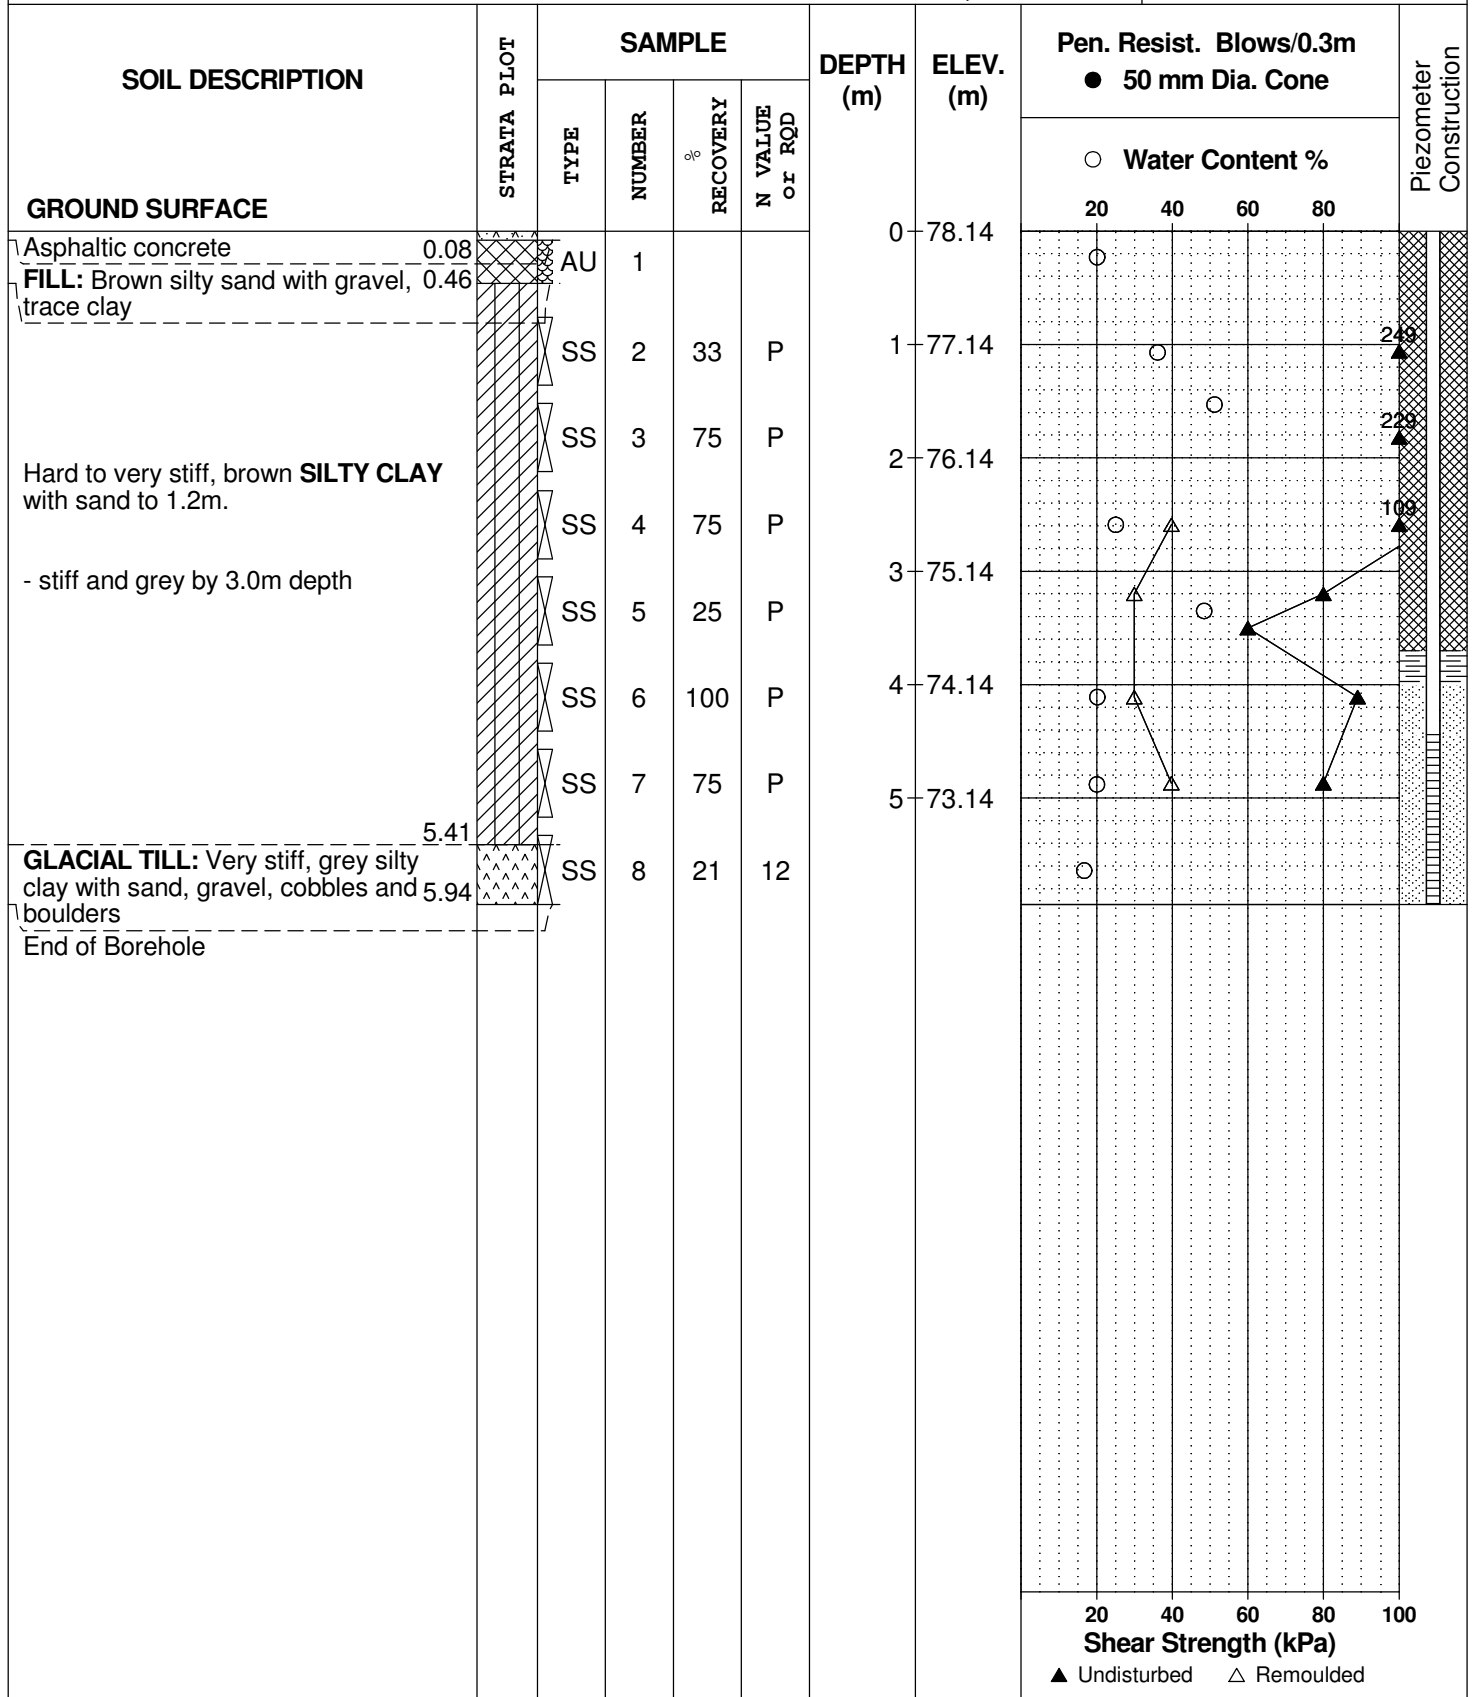 SOIL DESCRIPTION
GROUND SURFACE
STRATA PLOT
SAMPLE
TYPE
NUMBER
%
RECOVERY
N VALUE
or RQD
DEPTH
(m)
ELEV.
(m)
Pen. Resist. Blows/0.3m
● 50 mm Dia. Cone
○ Water Content %
20 40 60 80
Piezometer
Construction
0 78.14
Asphaltic concrete 0.08
AU 1
FILL: Brown silty sand with gravel, 0.46
trace clay
SS 2 33 P
1 77.14
249
SS 3 75 P
229
2 76.14
Hard to very stiff, brown SILTY CLAY
with sand to 1.2m.
SS 4 75 P
109
3 75.14
- stiff and grey by 3.0m depth
SS 5 25 P
4 74.14
SS 6 100 P
SS 7 75 P
5 73.14
5.41
GLACIAL TILL: Very stiff, grey silty
clay with sand, gravel, cobbles and 5.94
boulders
SS 8 21 12
End of Borehole
20 40 60 80 100
Shear Strength (kPa)
▲ Undisturbed △ Remoulded